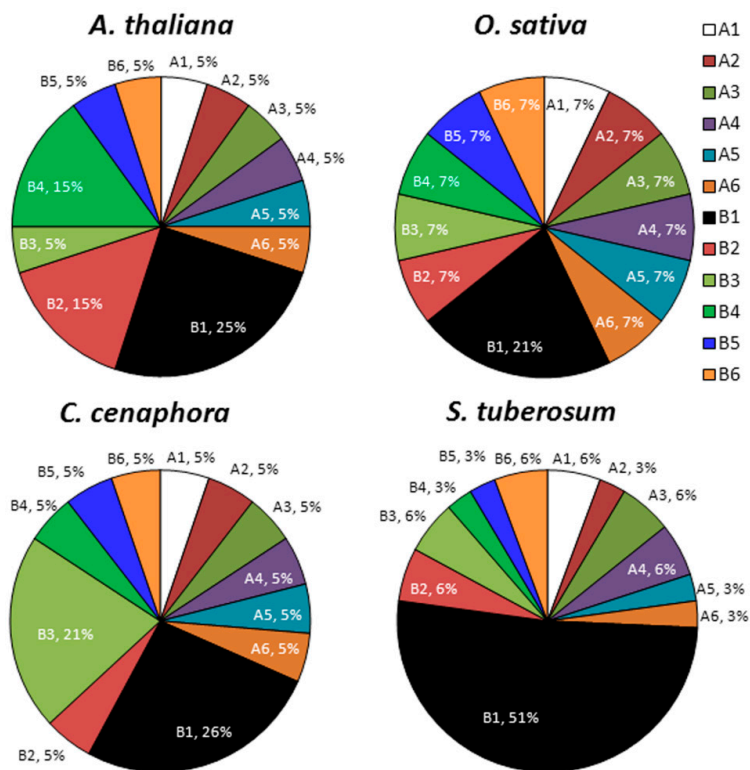 A. thaliana
O. sativa
A1
A2
A3
A4
A5
A6
B1
B2
B3
B4
B5
B6
A1, 5%
A2, 5%
A3, 5%
A4, 5%
A5, 5%
A6, 5%
B1, 25%
B2, 15%
B3, 5%
B4, 15%
B5, 5%
B6, 5%
A1, 7%
A2, 7%
A3, 7%
A4, 7%
A5, 7%
A6, 7%
B1, 21%
B2, 7%
B3, 7%
B4, 7%
B5, 7%
B6, 7%
C. cenaphora
S. tuberosum
A1, 5%
A2, 5%
A3, 5%
A4, 5%
A5, 5%
A6, 5%
B1, 26%
B2, 5%
B3, 21%
B4, 5%
B5, 5%
B6, 5%
A1, 6%
A2, 3%
A3, 6%
A4, 6%
A5, 3%
A6, 3%
B1, 51%
B2, 6%
B3, 6%
B4, 3%
B5, 3%
B6, 6%